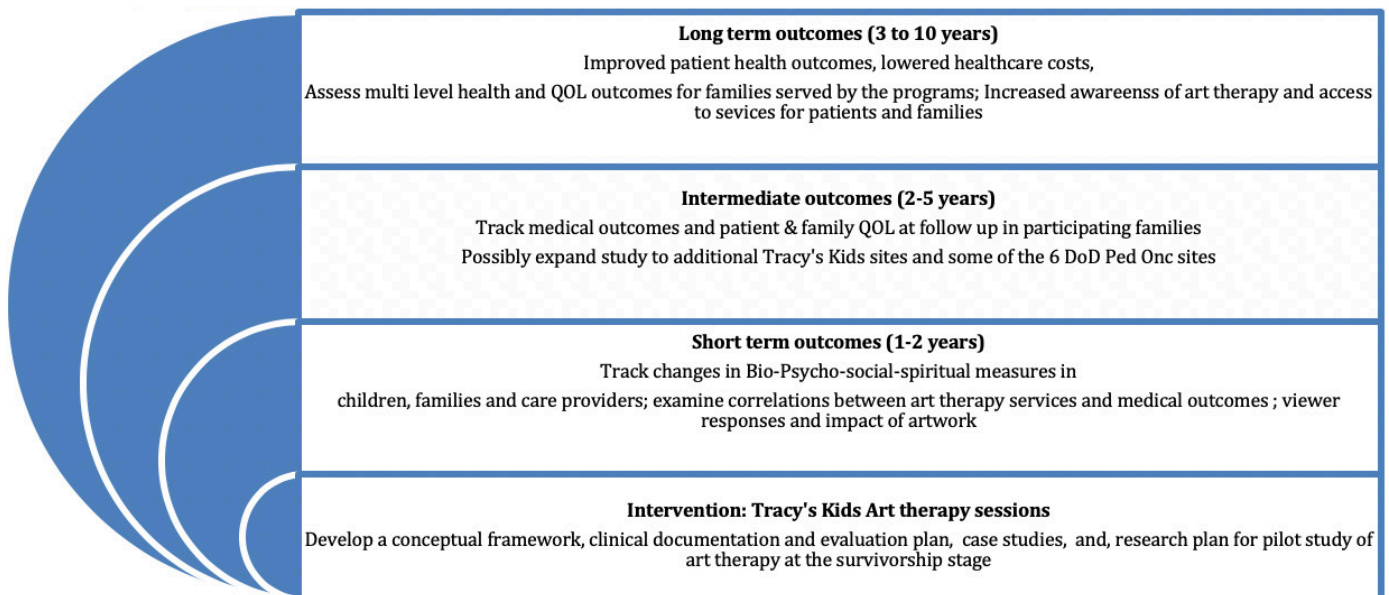 Long term outcomes (3 to 10 years)
Improved patient health outcomes, lowered healthcare costs,
Assess multi level health and QOL outcomes for families served by the programs; Increased awareenss of art therapy and access
to sevices for patients and families
Intermediate outcomes (2-5 years)
Track medical outcomes and patient & family QOL at follow up in participating families
Possibly expand study to additional Tracy's Kids sites and some of the 6 DoD Ped Onc sites
Short term outcomes (1-2 years)
Track changes in Bio-Psycho-social-spiritual measures in
children, families and care providers; examine correlations between art therapy services and medical outcomes ; viewer
responses and impact of artwork
Intervention: Tracy's Kids Art therapy sessions
Develop a conceptual framework, clinical documentation and evaluation plan, case studies, and, research plan for pilot study of
art therapy at the survivorship stage